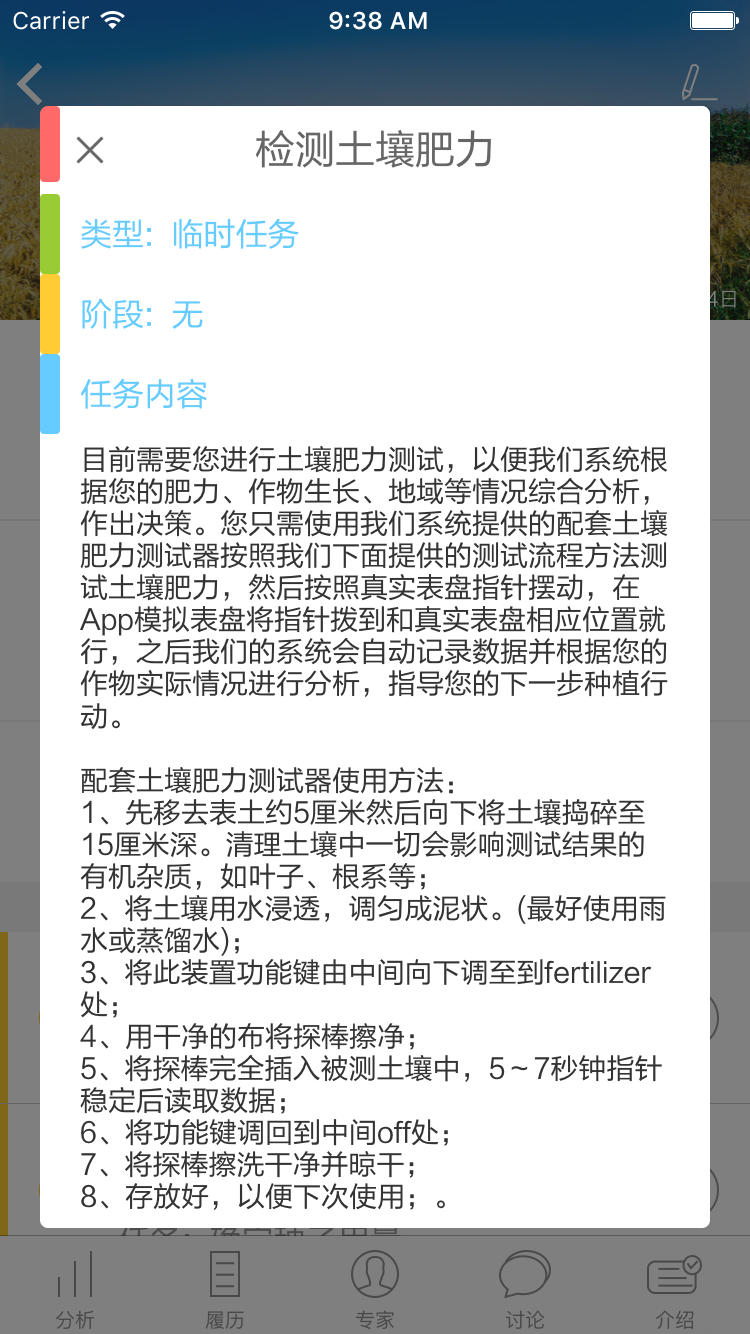 Carrier
9:38 AM
检测土壤肥力
类型: 临时任务
4日
阶段: 无
任务内容
目前需要您进行土壤肥力测试，以便我们系统根
据您的肥力、作物生长、地域等情况综合分析，
作出决策。您只需使用我们系统提供的配套土壤
肥力测试器按照我们下面提供的测试流程方法测
试土壤肥力，然后按照真实表盘指针摆动，在
App模拟表盘将指针拨到和真实表盘相应位置就
行，之后我们的系统会自动记录数据并根据您的
作物实际情况进行分析，指导您的下一步种植行
动。
配套土壤肥力测试器使用方法：
1、先移去表土约5厘米然后向下将土壤捣碎至
15厘米深。清理土壤中一切会影响测试结果的
有机杂质，如叶子、根系等；
2、将土壤用水浸透，调匀成泥状。(最好使用雨
水或蒸馏水)；
3、将此装置功能键由中间向下调至到fertilizer
处；
4、用干净的布将探棒擦净；
5、将探棒完全插入被测土壤中，5～7秒钟指针
稳定后读取数据；
6、将功能键调回到中间off处；
7、将探棒擦洗干净并晾干；
8、存放好，以便下次使用；。
分析
履历
专家
讨论
介绍